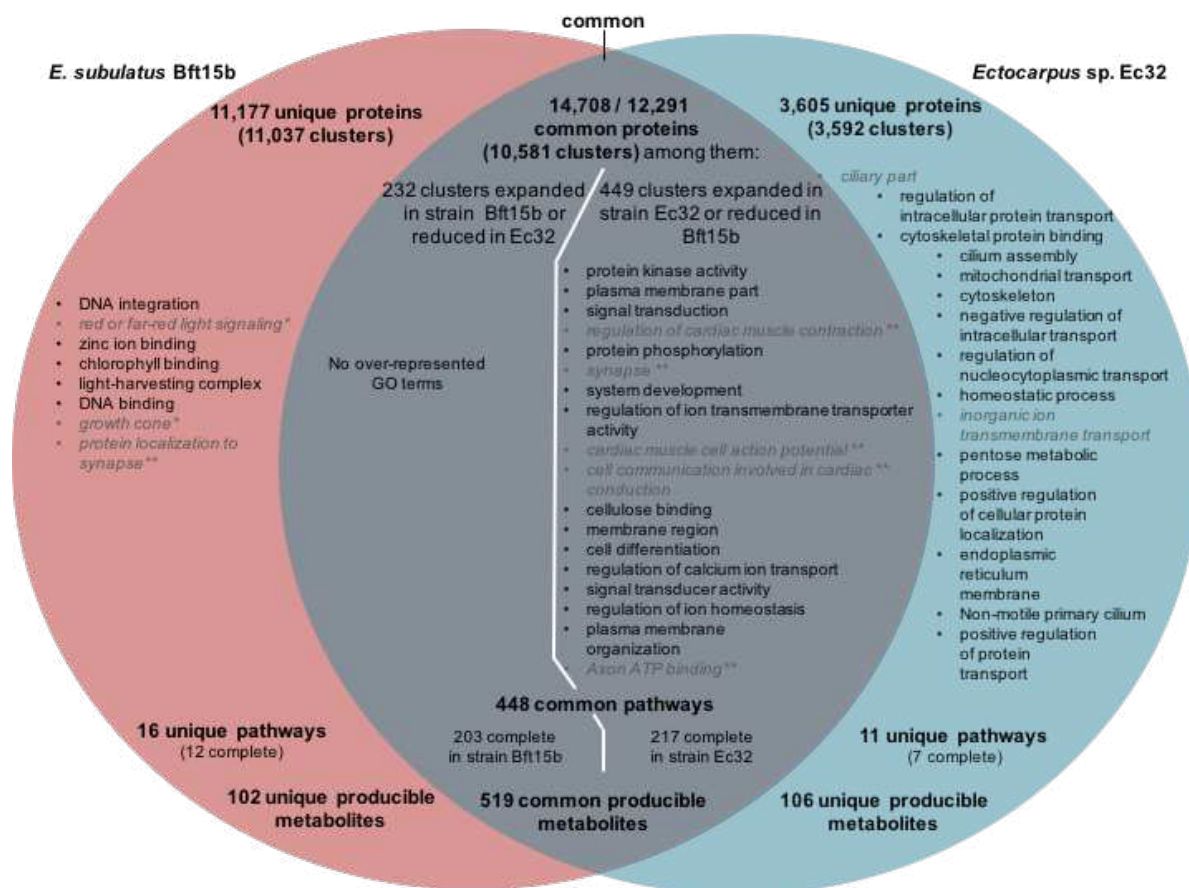 common
E. subulatus Bft15b
Ectocarpus sp. Ec32
11,177 unique proteins
(11,037 clusters)
14,708 / 12,291
common proteins
(10,581 clusters) among them:
3,605 unique proteins
(3,592 clusters)
232 clusters expanded
in strain Bft15b or
reduced in Ec32
449 clusters expanded in
strain Ec32 or reduced in
Bft15b
• DNA integration
• red or far-red light signaling*
• zinc ion binding
• chlorophyll binding
• light-harvesting complex
• DNA binding
• growth cone*
• protein localization to
synapse**
No over-represented
GO terms
• protein kinase activity
• plasma membrane part
• signal transduction
• regulation of cardiac muscle contraction **
• protein phosphorylation
• synapse **
• system development
• regulation of ion transmembrane transporter
activity
• cardiac muscle cell action potential **
• cell communication involved in cardiac **
conduction
• cellulose binding
• membrane region
• cell differentiation
• regulation of calcium ion transport
• signal transducer activity
• regulation of ion homeostasis
• plasma membrane
organization
• Axon ATP binding**
• ciliary part
• regulation of
intracellular protein transport
• cytoskeletal protein binding
• cilium assembly
• mitochondrial transport
• cytoskeleton
• negative regulation of
intracellular transport
• regulation of
nucleocytoplasmic transport
• homeostatic process
• inorganic ion
transmembrane transport
• pentose metabolic
process
• positive regulation
of cellular protein
localization
• endoplasmic
reticulum
membrane
• Non-motile primary cilium
• positive regulation
of protein
transport
448 common pathways
16 unique pathways
(12 complete)
203 complete
in strain Bft15b
217 complete
in strain Ec32
11 unique pathways
(7 complete)
102 unique producible
metabolites
519 common producible
metabolites
106 unique producible
metabolites